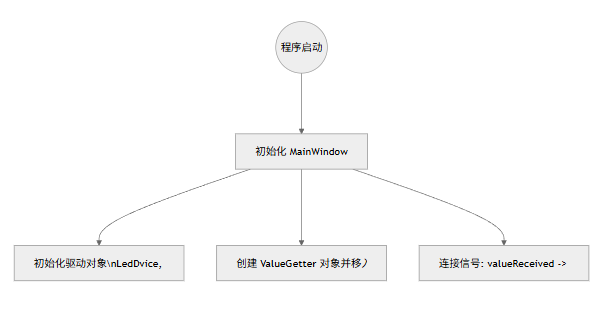 程序启动
初始化 MainWindow
初始化驱动对象\nLedDvice,
创建 ValueGetter 对象并移
连接信号: valueReceived ->